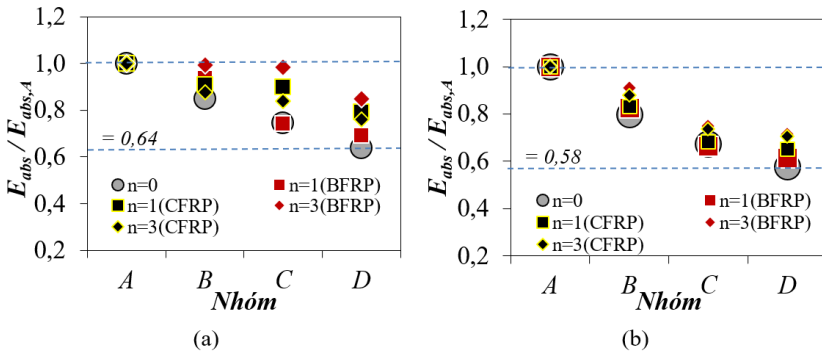 1,2
1,0
0,8
0,6
0,4
0,2
E_abs / E_abs,A
= 0,64
n=0
n=1(BFRP)
n=1(CFRP)
n=3(BFRP)
n=3(CFRP)
A B C D
Nhóm
(a)
1,2
1,0
0,8
0,6
0,4
0,2
E_abs / E_abs,A
= 0,58
n=0
n=1(BFRP)
n=1(CFRP)
n=3(BFRP)
n=3(CFRP)
A B C D
Nhóm
(b)